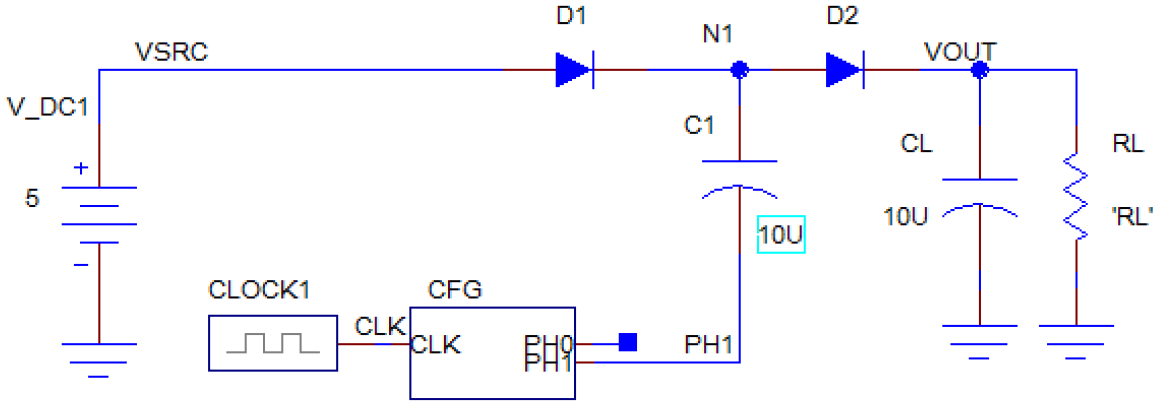 D1
D2
N1
VSRC
VOUT
V_DC1
C1
CL
RL
+
5
10U
'RL'
10U
−
CLOCK1
CFG
CLK
CLK
PH0
PH1
PH1